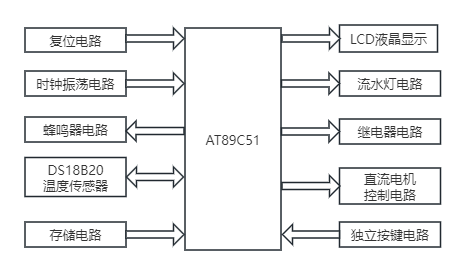 复位电路
时钟振荡电路
蜂鸣器电路
DS18B20
温度传感器
存储电路
AT89C51
LCD液晶显示
流水灯电路
继电器电路
直流电机
控制电路
独立按键电路